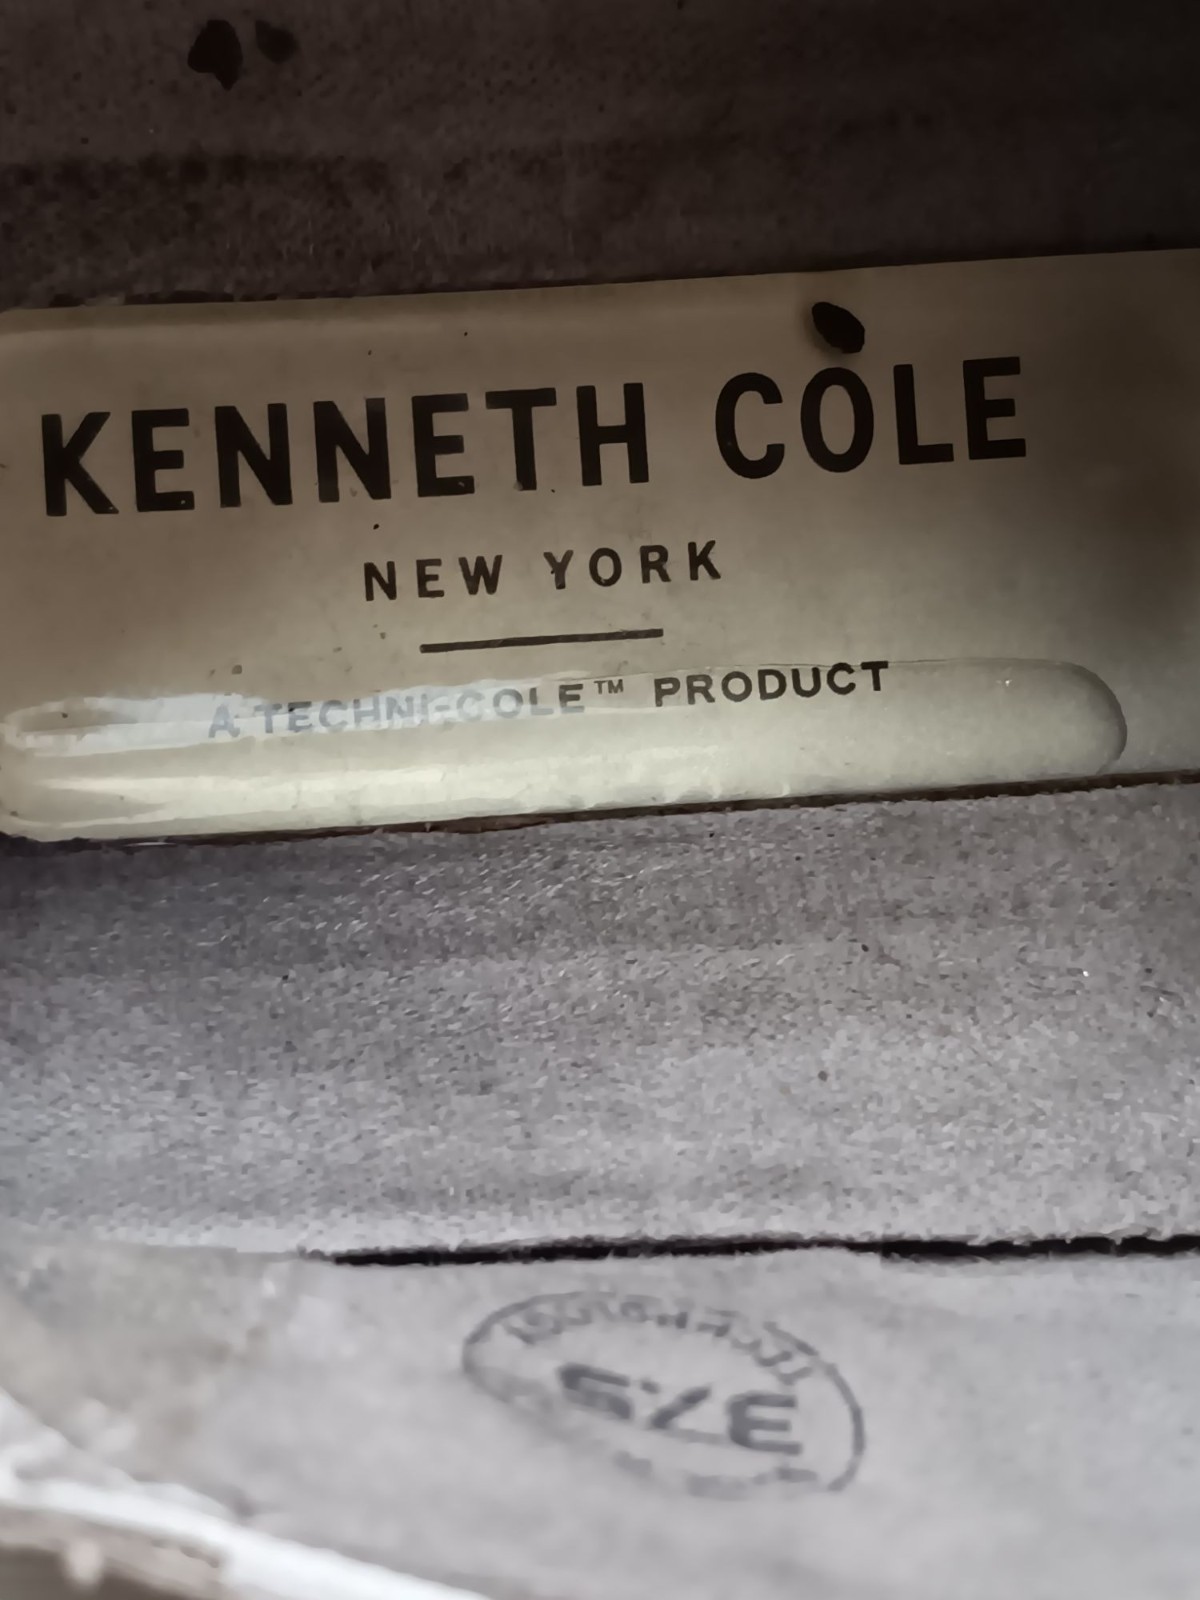 KENNETH COLE
NEW YORK
A TECHNI-COLE™ PRODUCT